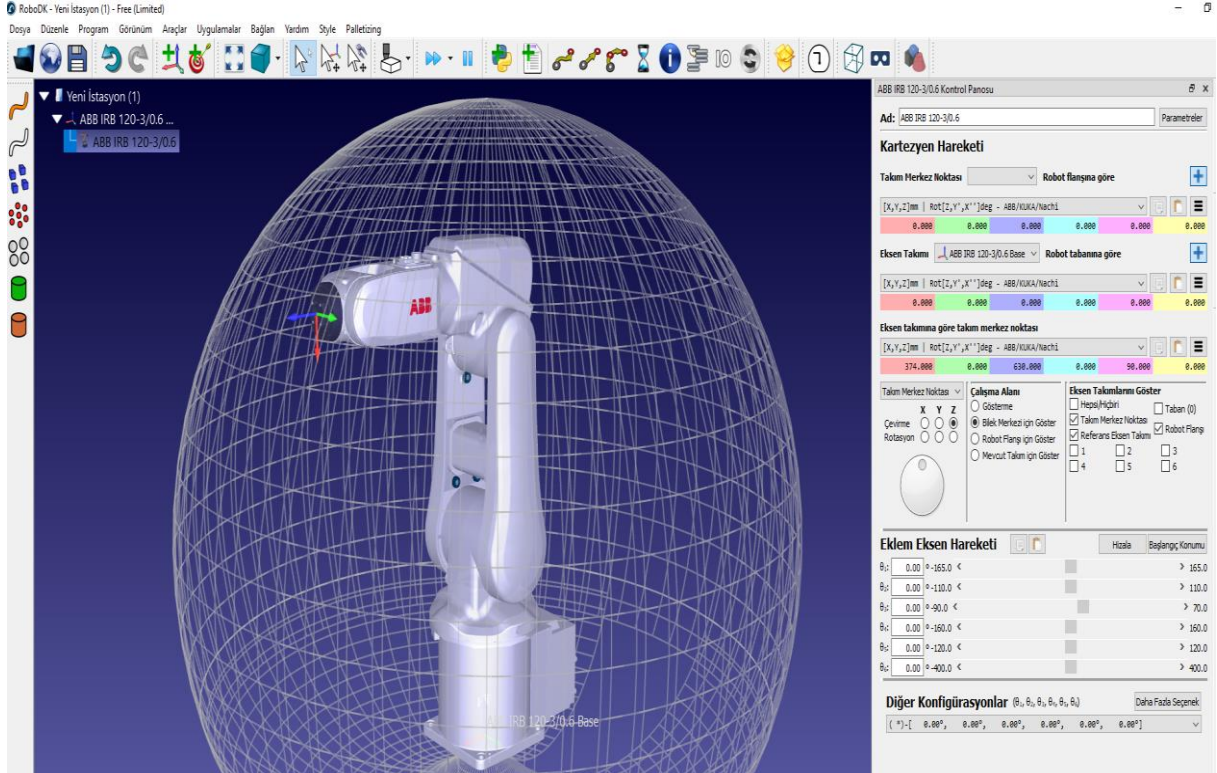 RoboDK - Yeni İstasyon (1) - Free (Limited)
Dosya Düzenle Program Görünüm Araçlar Uygulamalar Bağlan Yardım Style Palletizing
Yeni İstasyon (1)
ABB IRB 120-3/0.6 ...
ABB IRB 120-3/0.6
ABB
ABB IRB 120-3/0.6 Base
ABB IRB 120-3/0.6 Kontrol Panosu
Ad: ABB IRB 120-3/0.6 Parametreler
Kartezyen Hareketi
Takım Merkez Noktası Robot flanşına göre
[X,Y,Z]mm | Rot[Z,Y',X'']deg - ABB/KUKA/Nachi
0.000 0.000 0.000 0.000 0.000 0.000
Eksen Takımı ABB IRB 120-3/0.6 Base Robot tabanına göre
[X,Y,Z]mm | Rot[Z,Y',X'']deg - ABB/KUKA/Nachi
0.000 0.000 0.000 0.000 0.000 0.000
Eksen takımına göre takım merkez noktası
[X,Y,Z]mm | Rot[Z,Y',X'']deg - ABB/KUKA/Nachi
374.000 0.000 630.000 0.000 90.000 0.000
Takım Merkez Noktası Çalışma Alanı Eksen Takımlarını Göster
X Y Z Gösterme Hepsi/Hiçbiri Taban (0)
Çevirme Bilek Merkezi için Göster Takım Merkez Noktası Robot Flanşı
Rotasyon Robot Flanşı için Göster Referans Eksen Takımı
Mevcut Takım için Göster 1 2 3
4 5 6
Eklem Eksen Hareketi Hizala Başlangıç Konumu
0.00 ° -165.0 < > 165.0
0.00 ° -110.0 < > 110.0
0.00 ° -90.0 < > 70.0
0.00 ° -160.0 < > 160.0
0.00 ° -120.0 < > 120.0
0.00 ° -400.0 < > 400.0
Diğer Konfigürasyonlar Daha Fazla Seçenek
( *)-[ 0.00°, 0.00°, 0.00°, 0.00°, 0.00°, 0.00°]